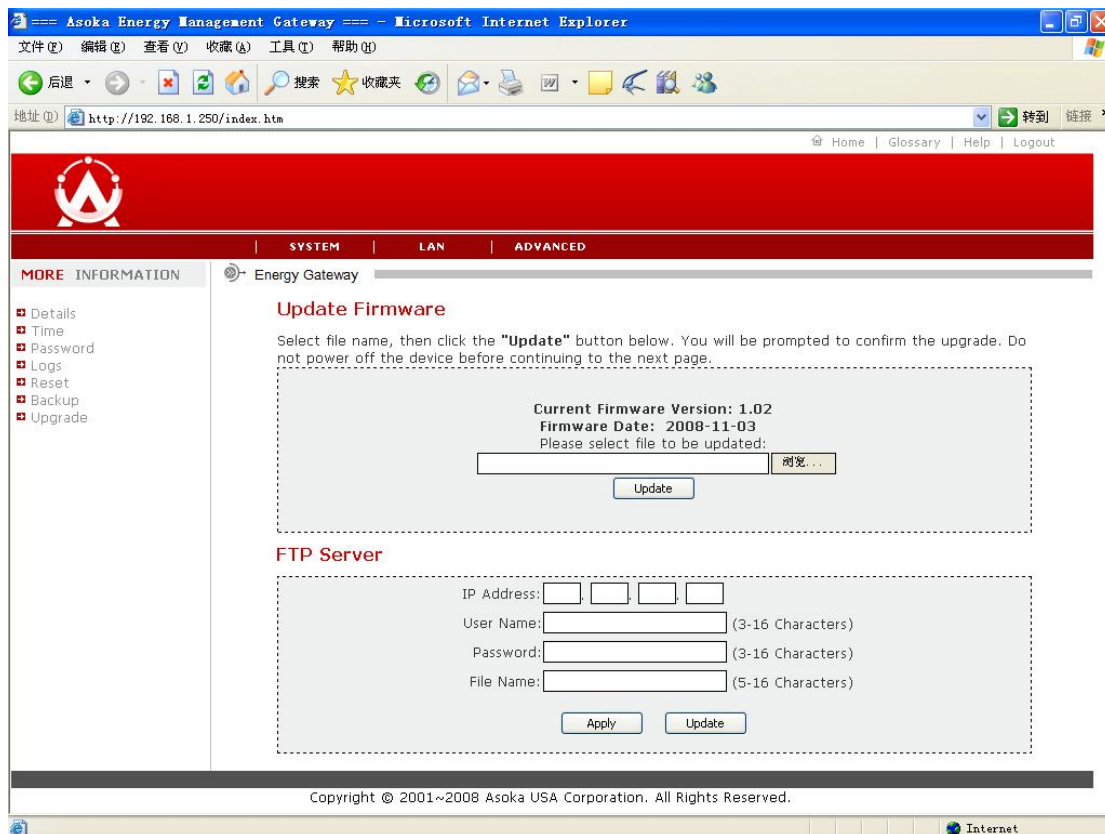 === Asoka Energy Management Gateway === - Microsoft Internet Explorer
文件(F) 编辑(E) 查看(V) 收藏(A) 工具(T) 帮助(H)
后退 搜索 收藏夹
地址(D) http://192.168.1.250/index.htm 转到 链接
Home | Glossary | Help | Logout
| SYSTEM | LAN | ADVANCED
MORE INFORMATION
Energy Gateway
Details
Time
Password
Logs
Reset
Backup
Upgrade
Update Firmware
Select file name, then click the "Update" button below. You will be prompted to confirm the upgrade. Do
not power off the device before continuing to the next page.
Current Firmware Version: 1.02
Firmware Date: 2008-11-03
Please select file to be updated:
浏览...
Update
FTP Server
IP Address: . . .
User Name: (3-16 Characters)
Password: (3-16 Characters)
File Name: (5-16 Characters)
Apply Update
Copyright © 2001~2008 Asoka USA Corporation. All Rights Reserved.
Internet